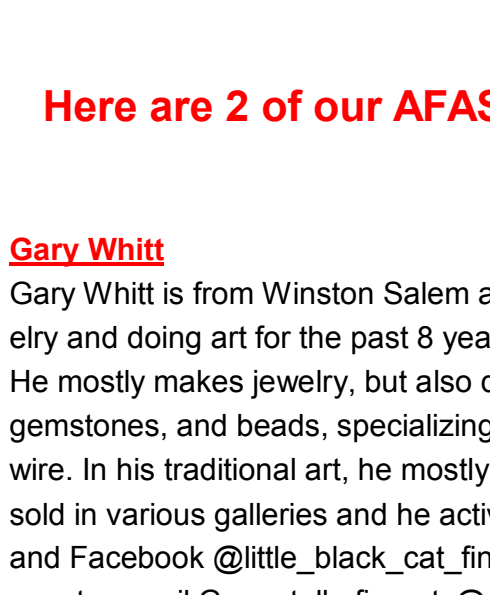 Here are 2 of our AFAS
Gary Whitt
Gary Whitt is from Winston Salem a
elry and doing art for the past 8 yea
He mostly makes jewelry, but also
gemstones, and beads, specializing
wire. In his traditional art, he mostly
sold in various galleries and he acti
and Facebook @little_black_cat_fin